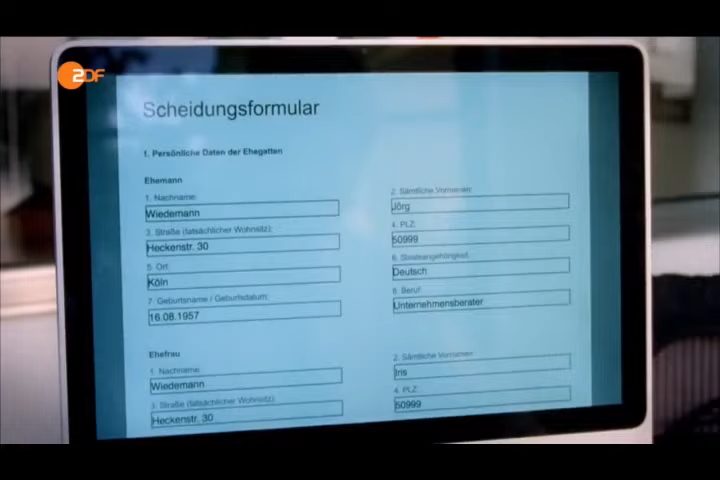 ZDF
Scheidungsformular
1. Persönliche Daten der Ehegatten
Ehemann
1. Nachname:
Wiedemann
2. Sämtliche Vornamen:
Jörg
3. Straße (tatsächlicher Wohnsitz):
Heckenstr. 30
4. PLZ:
50999
5. Ort:
Köln
6. Staatsangehörigkeit:
Deutsch
7. Geburtsname / Geburtsdatum:
16.08.1957
8. Beruf:
Unternehmensberater
Ehefrau
1. Nachname:
Wiedemann
2. Sämtliche Vornamen:
Iris
3. Straße (tatsächlicher Wohnsitz):
Heckenstr. 30
4. PLZ:
50999